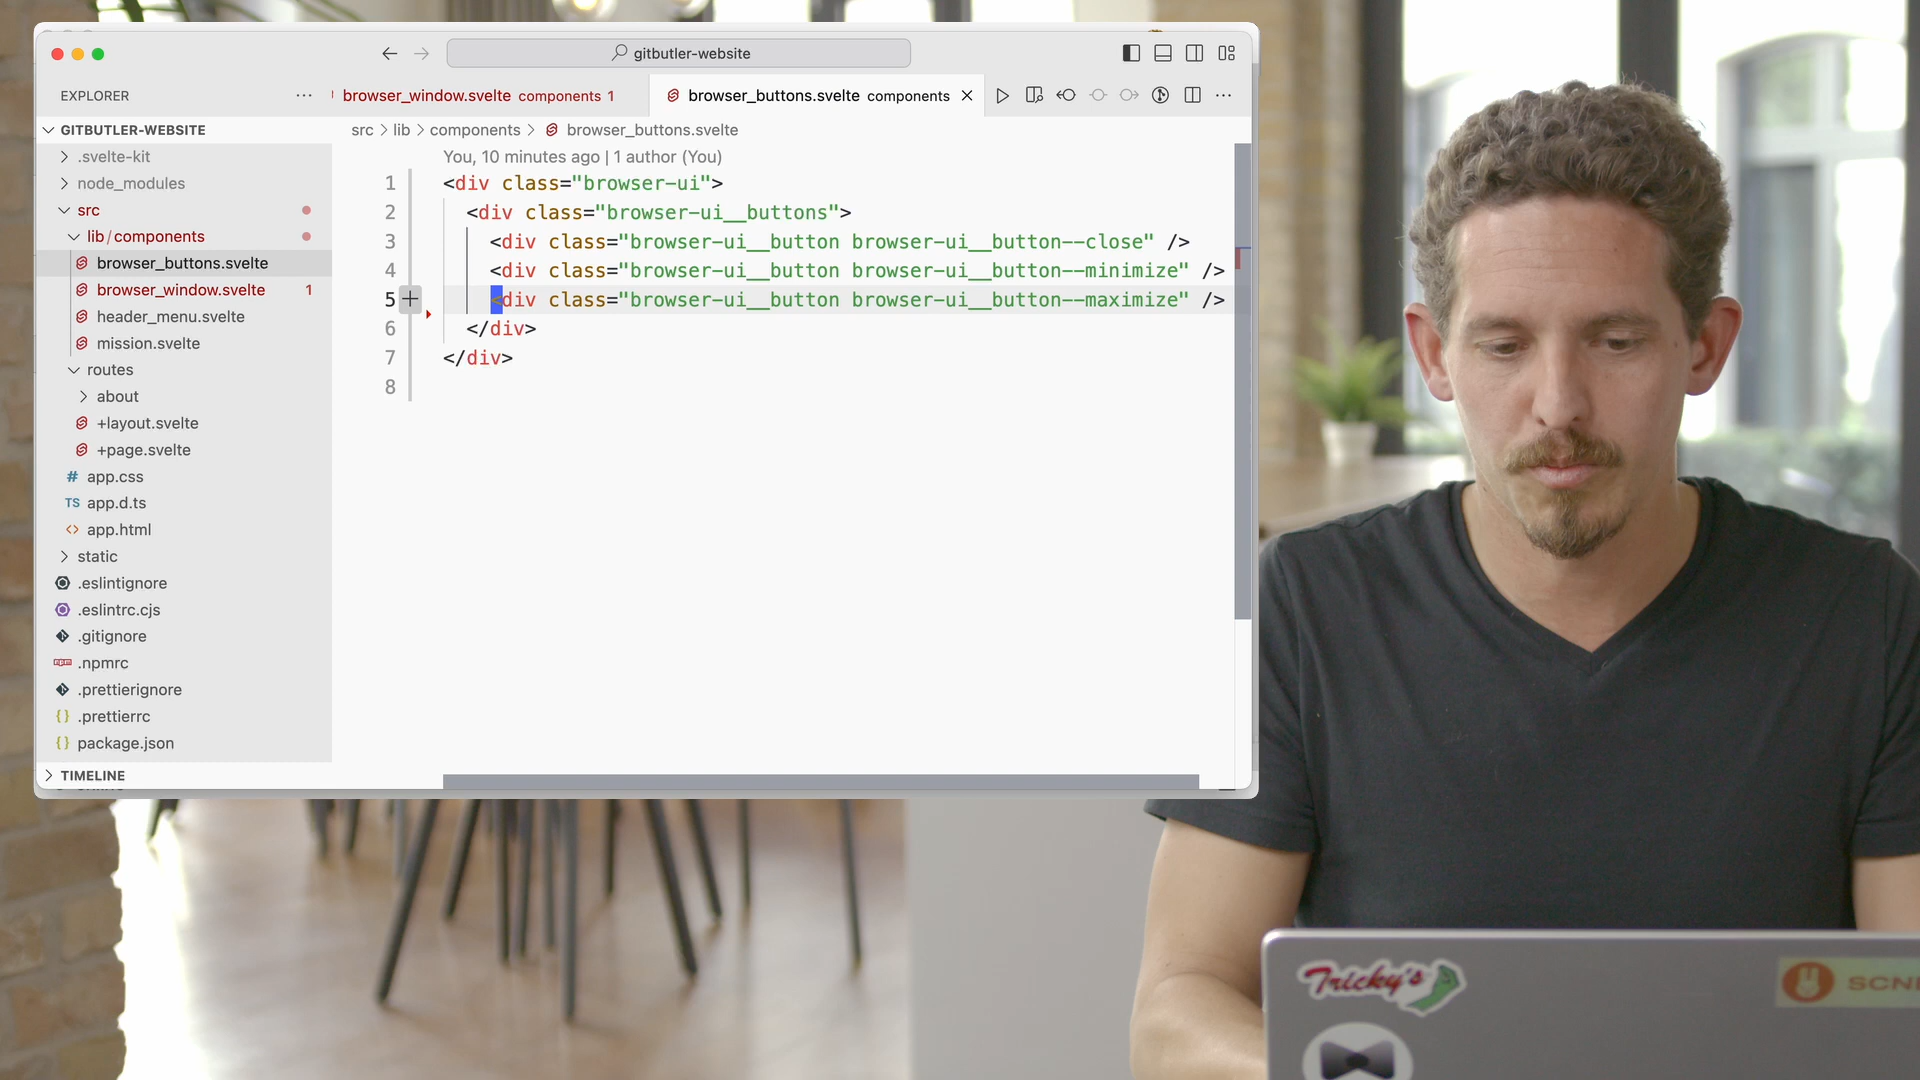 gitbutler-website
EXPLORER
browser_window.svelte components 1
browser_buttons.svelte components
GITBUTLER-WEBSITE
src > lib > components > browser_buttons.svelte
.svelte-kit
node_modules
src
lib/components
browser_buttons.svelte
browser_window.svelte 1
header_menu.svelte
mission.svelte
routes
about
+layout.svelte
+page.svelte
# app.css
TS app.d.ts
<> app.html
static
.eslintignore
.eslintrc.cjs
.gitignore
.npmrc
.prettierignore
{} .prettierrc
{} package.json
TIMELINE
You, 10 minutes ago | 1 author (You)
1 <div class="browser-ui">
2 <div class="browser-ui__buttons">
3 <div class="browser-ui__button browser-ui__button--close" />
4 <div class="browser-ui__button browser-ui__button--minimize" />
5 <div class="browser-ui__button browser-ui__button--maximize" />
6 </div>
7 </div>
8
Tricky's